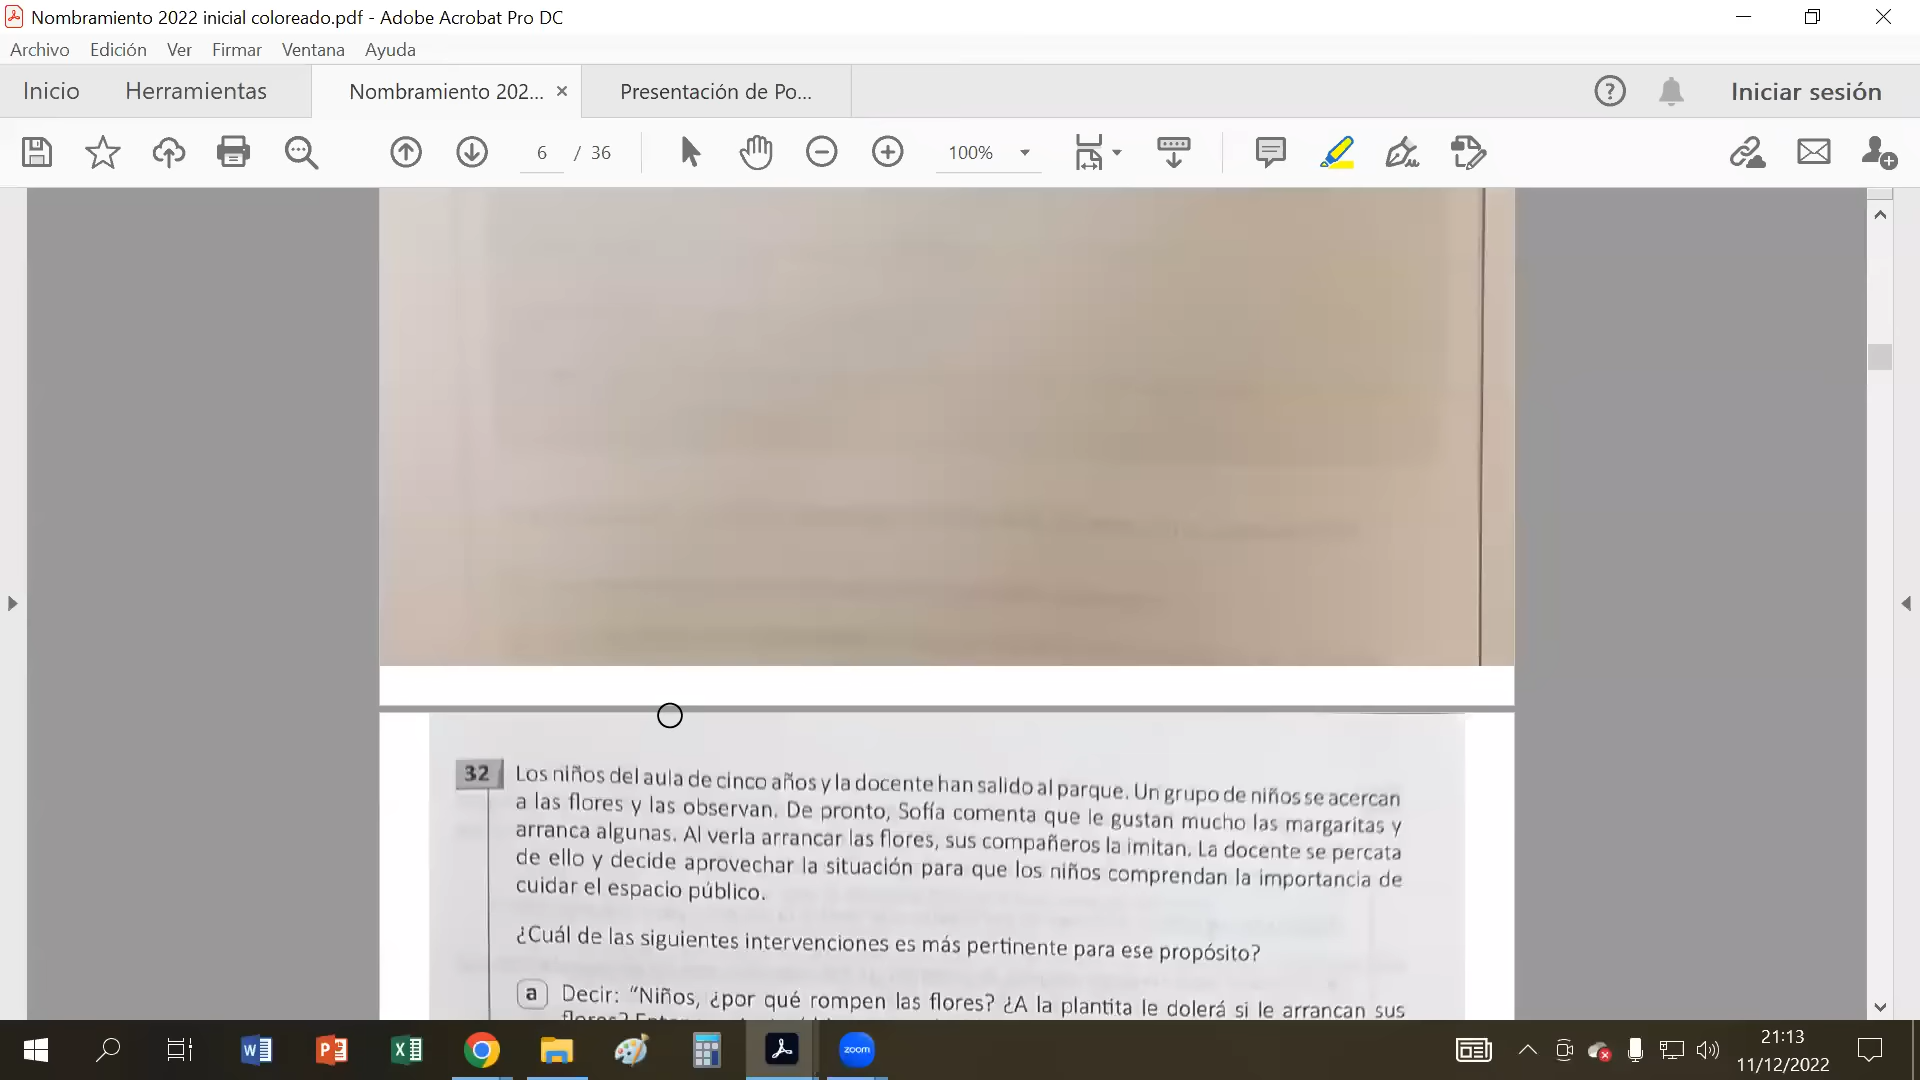 Nombramiento 2022 inicial coloreado.pdf - Adobe Acrobat Pro DC
Archivo Edición Ver Firmar Ventana Ayuda
Inicio Herramientas Nombramiento 202... × Presentación de Po... ? Iniciar sesión
6 / 36 100%
32 Los niños del aula de cinco años y la docente han salido al parque. Un grupo de niños se acercan
a las flores y las observan. De pronto, Sofía comenta que le gustan mucho las margaritas y
arranca algunas. Al verla arrancar las flores, sus compañeros la imitan. La docente se percata
de ello y decide aprovechar la situación para que los niños comprendan la importancia de
cuidar el espacio público.
¿Cuál de las siguientes intervenciones es más pertinente para ese propósito?
a Decir: “Niños, ¿por qué rompen las flores? ¿A la plantita le dolerá si le arrancan sus
flores?
zoom
21:13
11/12/2022